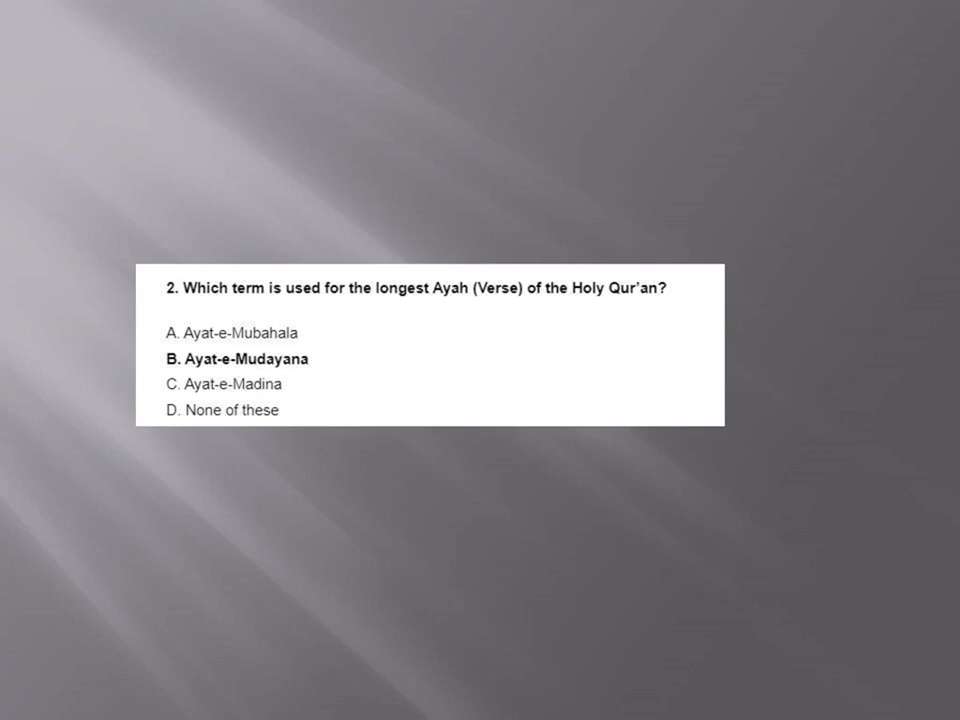 2. Which term is used for the longest Ayah (Verse) of the Holy Qur'an?
A. Ayat-e-Mubahala
B. Ayat-e-Mudayana
C. Ayat-e-Madina
D. None of these